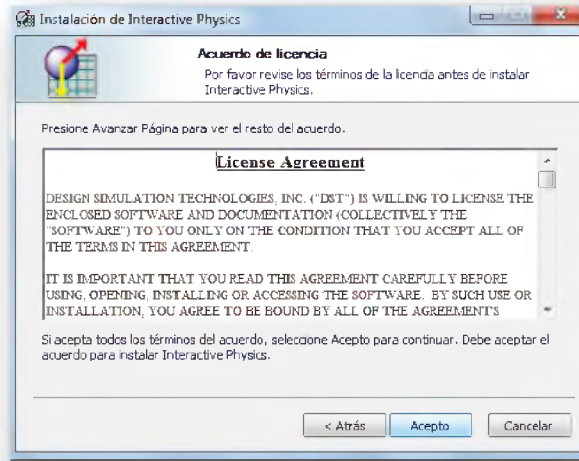 Instalación de Interactive Physics
Acuerdo de licencia
Por favor revise los términos de la licencia antes de instalar
Interactive Physics.
Presione Avanzar Página para ver el resto del acuerdo.
License Agreement
DESIGN SIMULATION TECHNOLOGIES, INC. ("DST") IS WILLING TO LICENSE THE
ENCLOSED SOFTWARE AND DOCUMENTATION (COLLECTIVELY THE
"SOFTWARE") TO YOU ONLY ON THE CONDITION THAT YOU ACCEPT ALL OF
THE TERMS IN THIS AGREEMENT.
IT IS IMPORTANT THAT YOU READ THIS AGREEMENT CAREFULLY BEFORE
USING, OPENING, INSTALLING OR ACCESSING THE SOFTWARE. BY SUCH USE OR
INSTALLATION, YOU AGREE TO BE BOUND BY ALL OF THE AGREEMENT'S
Si acepta todos los términos del acuerdo, seleccione Acepto para continuar. Debe aceptar el
acuerdo para instalar Interactive Physics.
< Atrás Acepto Cancelar